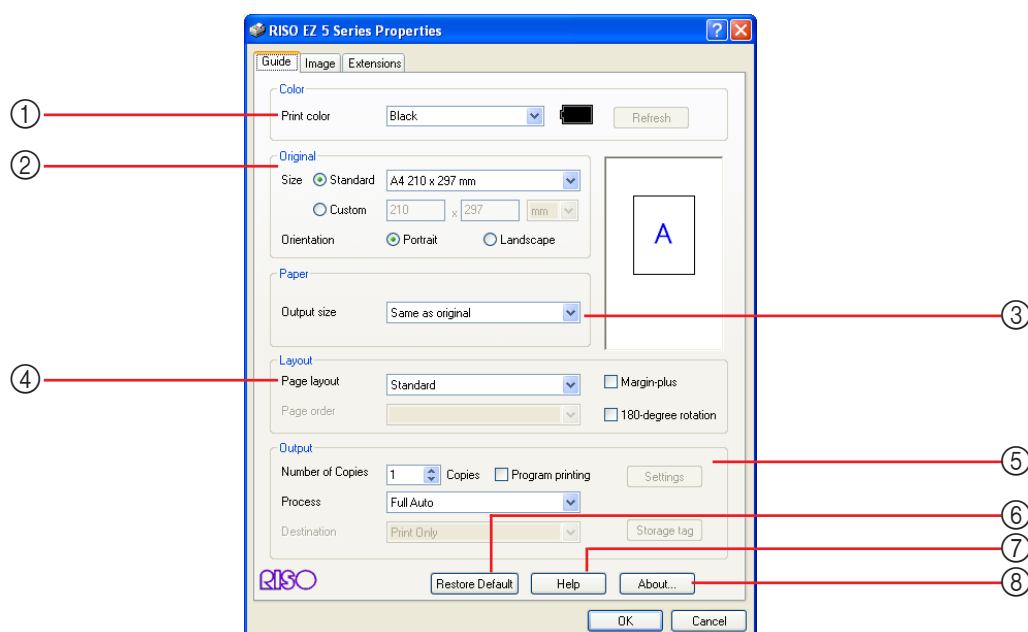 RISO EZ 5 Series Properties
Guide Image Extensions
Color
① Print color Black Refresh
② Original
Size Standard A4 210 x 297 mm
Custom 210 x 297 mm
A
Orientation Portrait Landscape
Paper
Output size Same as original ③
Layout
④ Page layout Standard Margin-plus
Page order 180-degree rotation
Output
⑤
Number of Copies 1 Copies Program printing Settings
Process Full Auto
⑥
Destination Print Only Storage tag
⑦
RISO Restore Default Help About... ⑧
OK Cancel